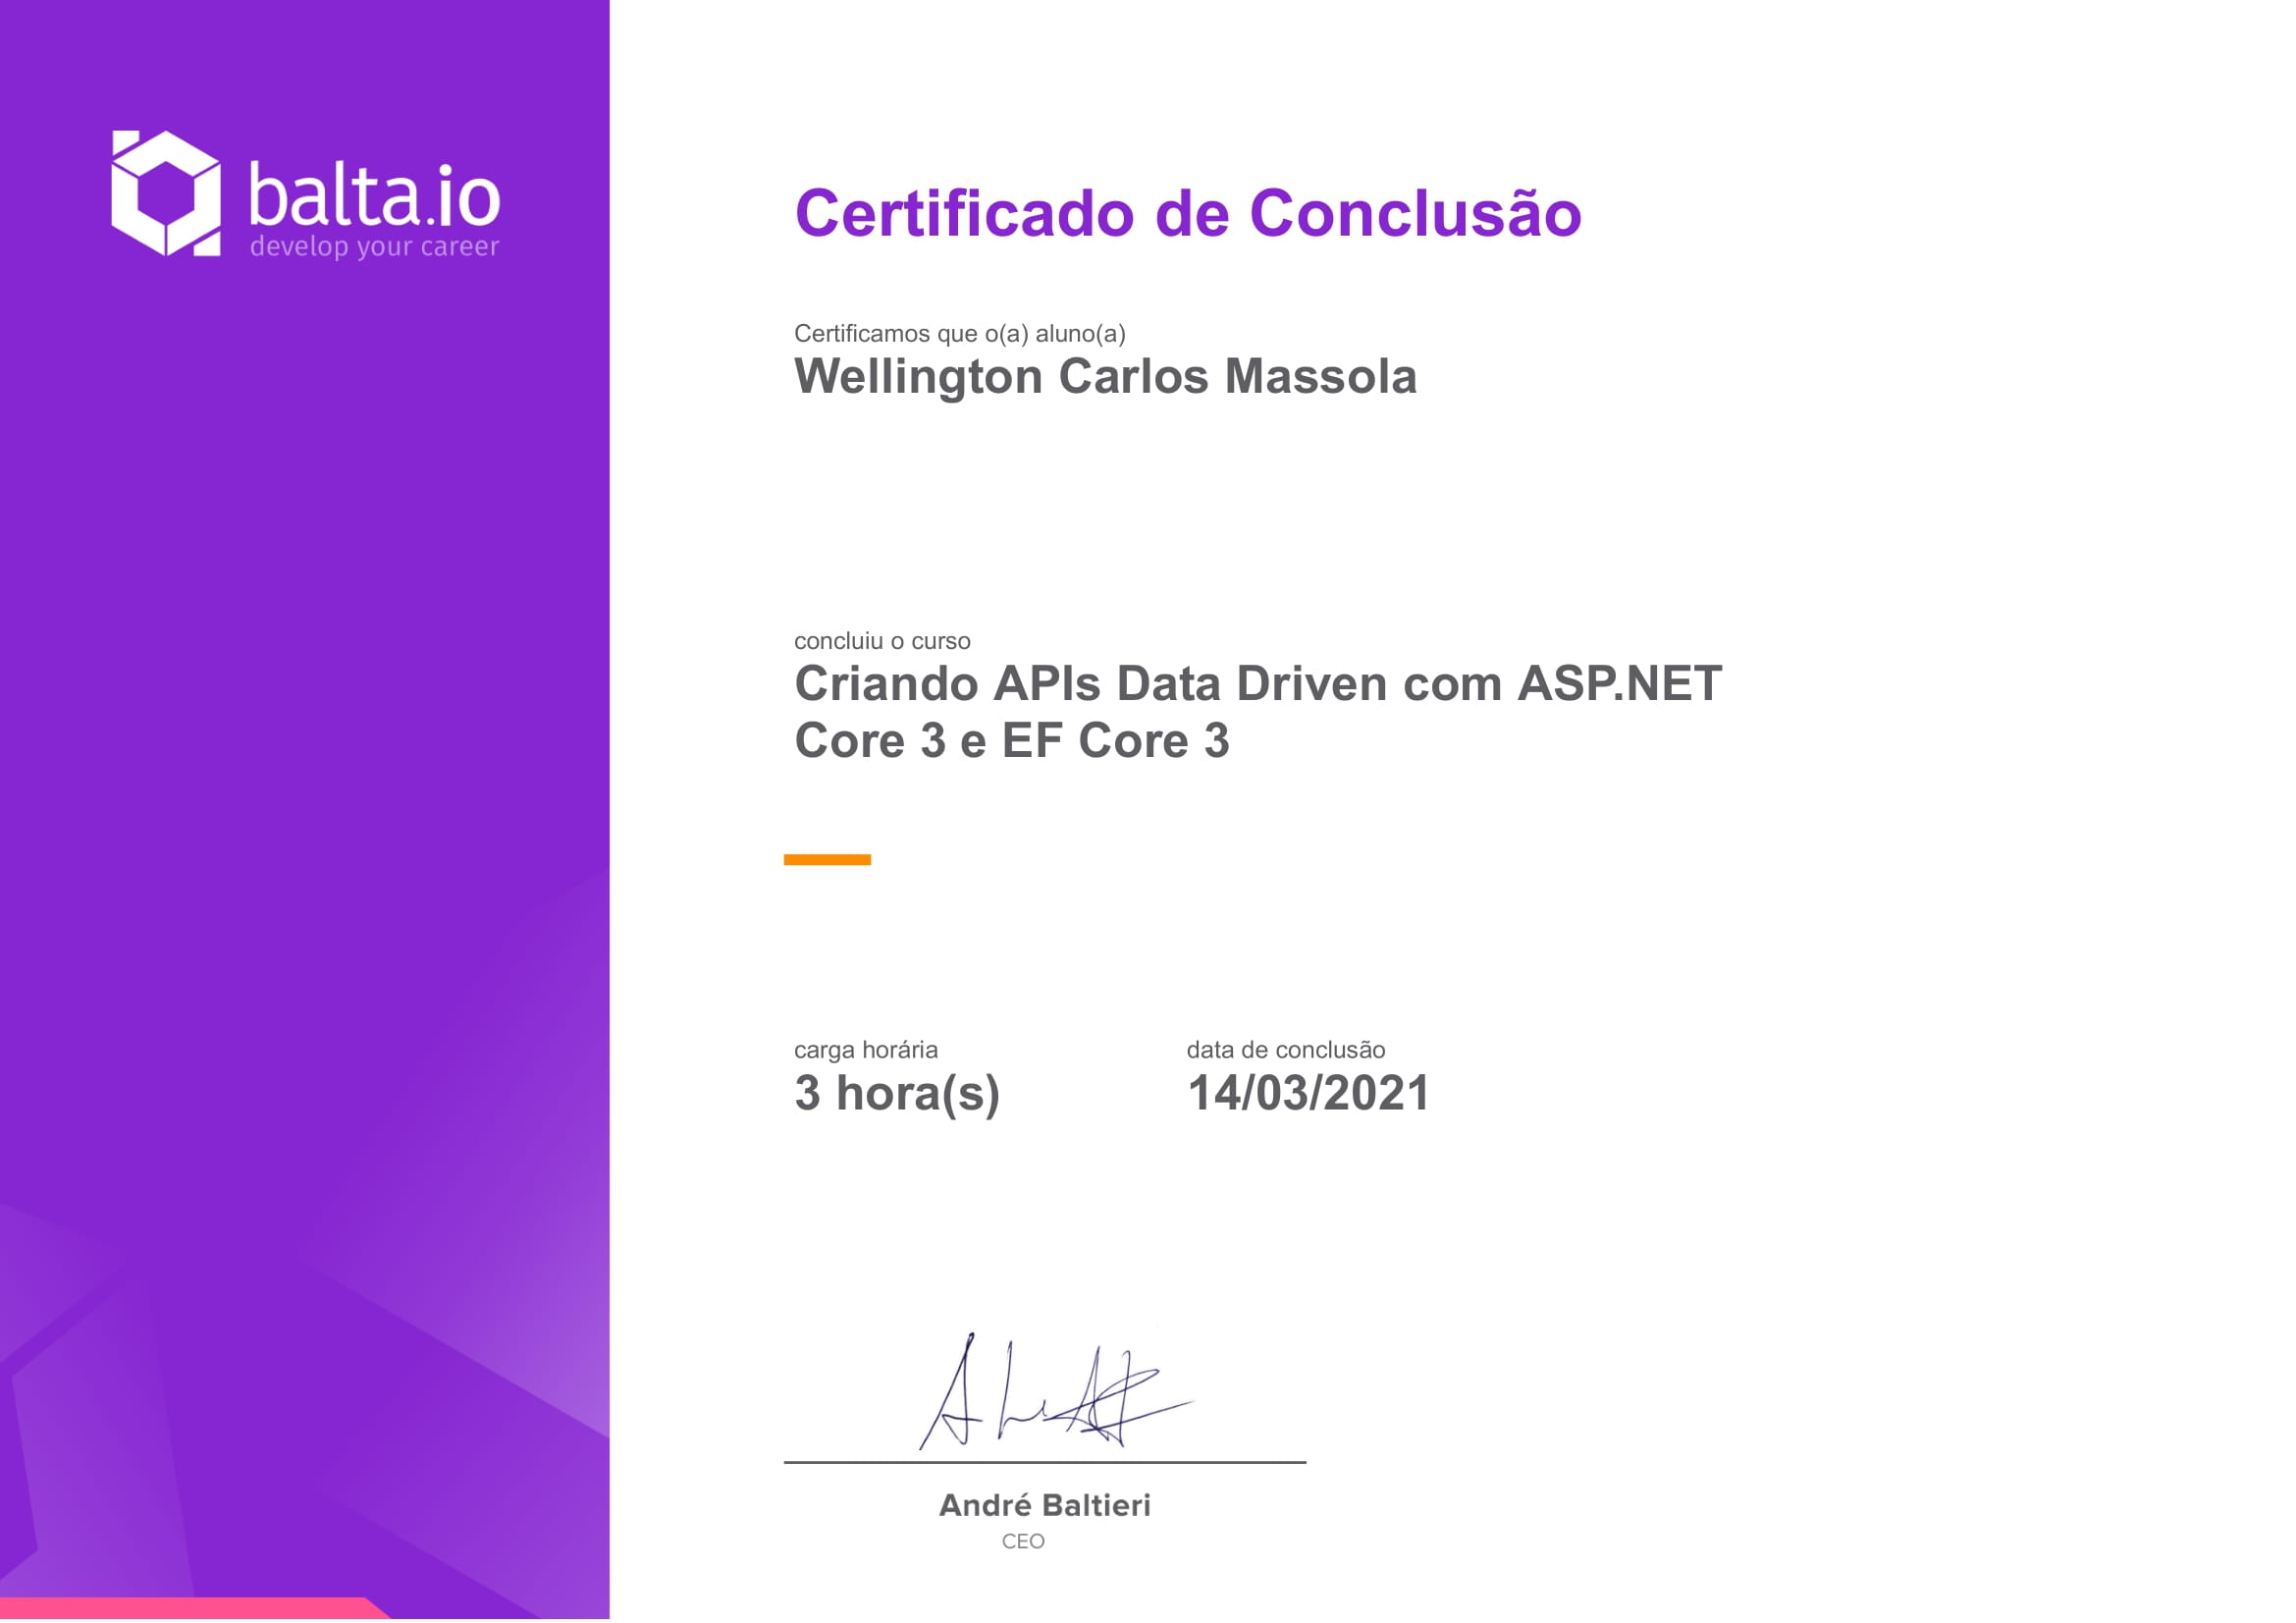 balta.io
develop your career
Certificado de Conclusão
Certificamos que o(a) aluno(a)
Wellington Carlos Massola
concluiu o curso
Criando APIs Data Driven com ASP.NET
Core 3 e EF Core 3
carga horária
3 hora(s)
data de conclusão
14/03/2021
André Baltieri
CEO